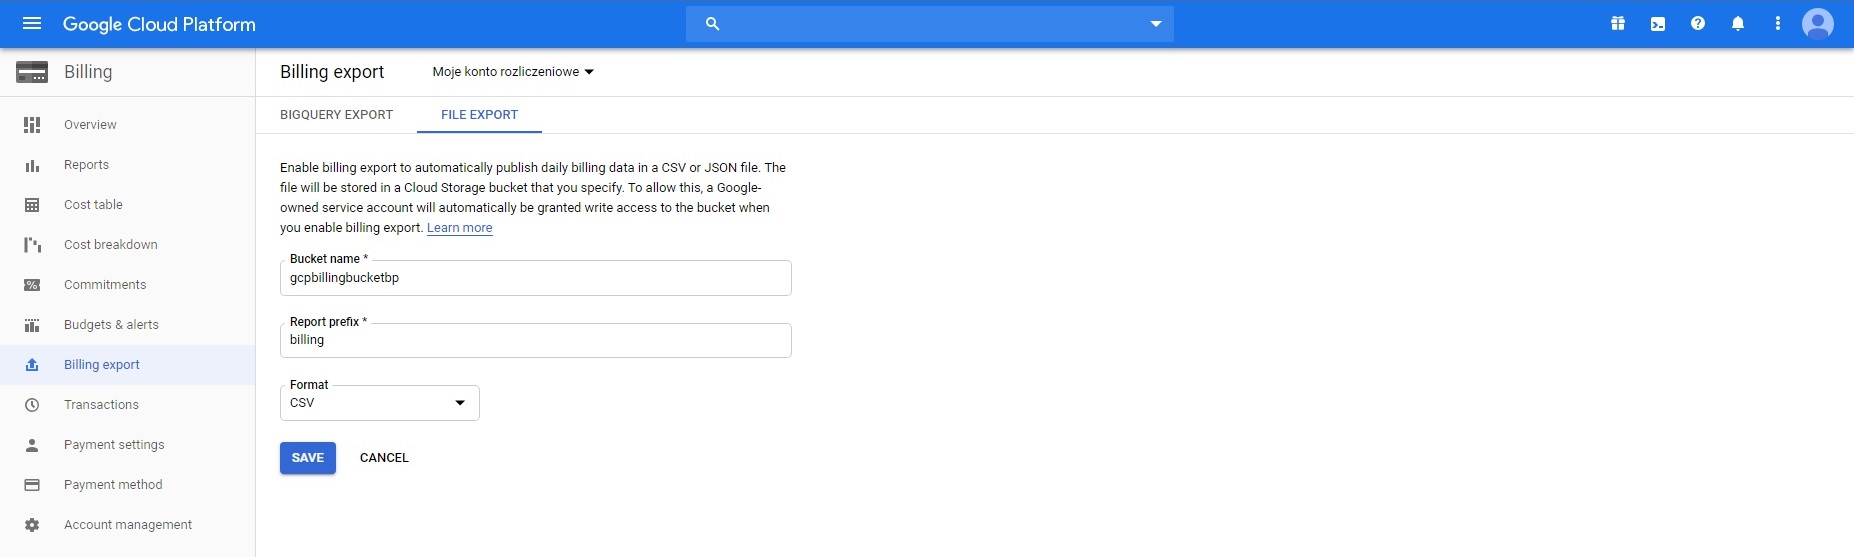 Google Cloud Platform
Billing
Billing export
Moje konto rozliczeniowe
Overview
Reports
Cost table
Cost breakdown
Commitments
Budgets & alerts
Billing export
Transactions
Payment settings
Payment method
Account management
BIGQUERY EXPORT
FILE EXPORT
Enable billing export to automatically publish daily billing data in a CSV or JSON file. The
file will be stored in a Cloud Storage bucket that you specify. To allow this, a Google-
owned service account will automatically be granted write access to the bucket when
you enable billing export. Learn more
Bucket name *
gcpbillingbucketbp
Report prefix *
billing
Format
CSV
SAVE
CANCEL